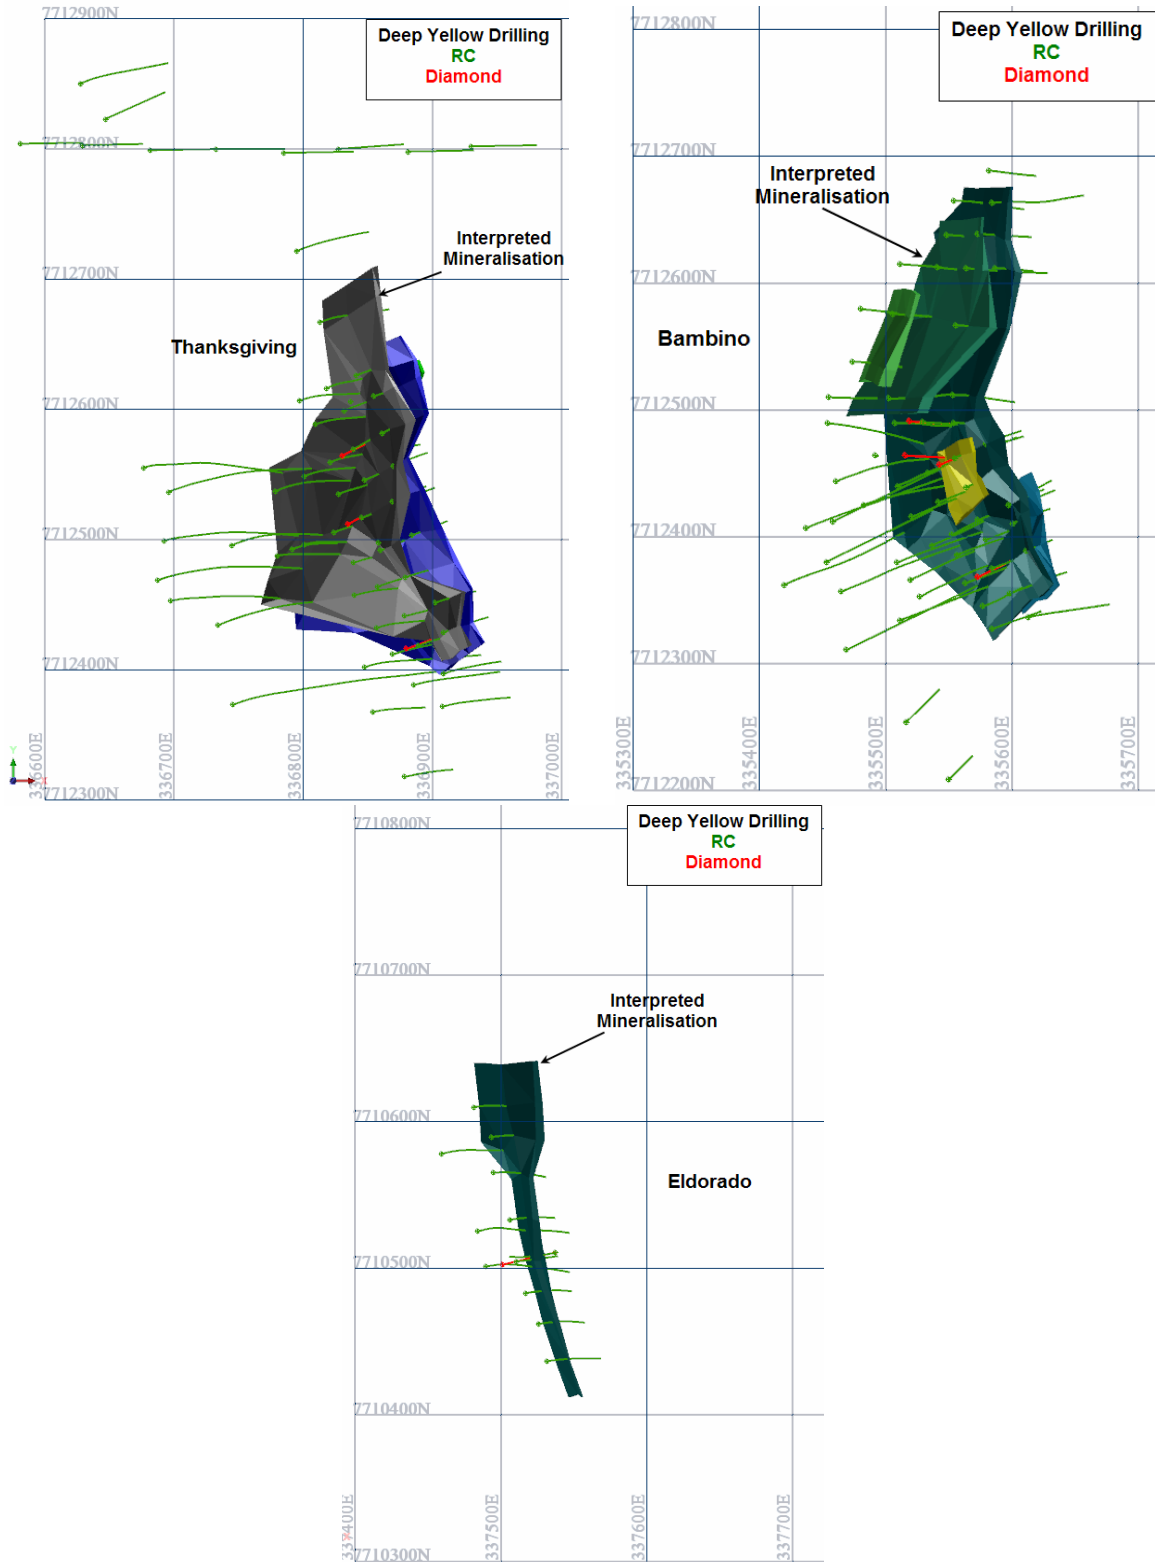 7712900N
Deep Yellow Drilling
RC
Diamond
7712800N
Interpreted
Mineralisation
7712700N
Thanksgiving
7712600N
7712500N
7712400N
336600E
336700E
336800E
336900E
337000E
Y
7712300N
7712800N
Deep Yellow Drilling
RC
Diamond
7712700N
Interpreted
Mineralisation
7712600N
Bambino
7712500N
7712400N
7712300N
335300E
335400E
335500E
335600E
335700E
7712200N
7710800N
Deep Yellow Drilling
RC
Diamond
7710700N
Interpreted
Mineralisation
7710600N
Eldorado
7710500N
7710400N
337400E
337500E
337600E
337700E
7710300N